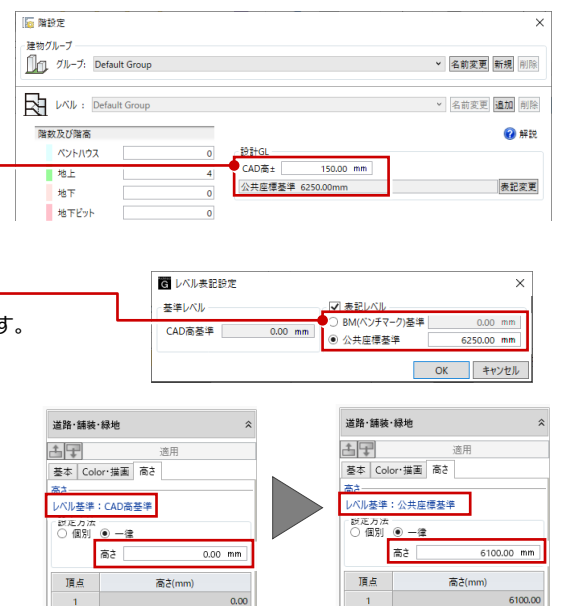 階設定
建物グループ
グループ: Default Group 名前変更 新規 削除
レベル : Default Group 名前変更 追加 削除
階数及び階高 解説
ペントハウス 0
地上 4
地下 0
地下ピット 0
設計GL
CAD高± 150.00 mm
公共座標基準 6250.00mm 表記変更
す。
G レベル表記設定
基準レベル
CAD高基準 0.00 mm
表記レベル
BM(ベンチマーク)基準 0.00 mm
公共座標基準 6250.00 mm
OK キャンセル
道路・舗装・緑地
適用
基本 Color・描画 高さ
高さ
レベル基準：CAD高基準
設定方法
個別 一律
高さ 0.00 mm
頂点 高さ(mm)
1 0.00
道路・舗装・緑地
適用
基本 Color・描画 高さ
高さ
レベル基準：公共座標基準
設定方法
個別 一律
高さ 6100.00 mm
頂点 高さ(mm)
1 6100.00